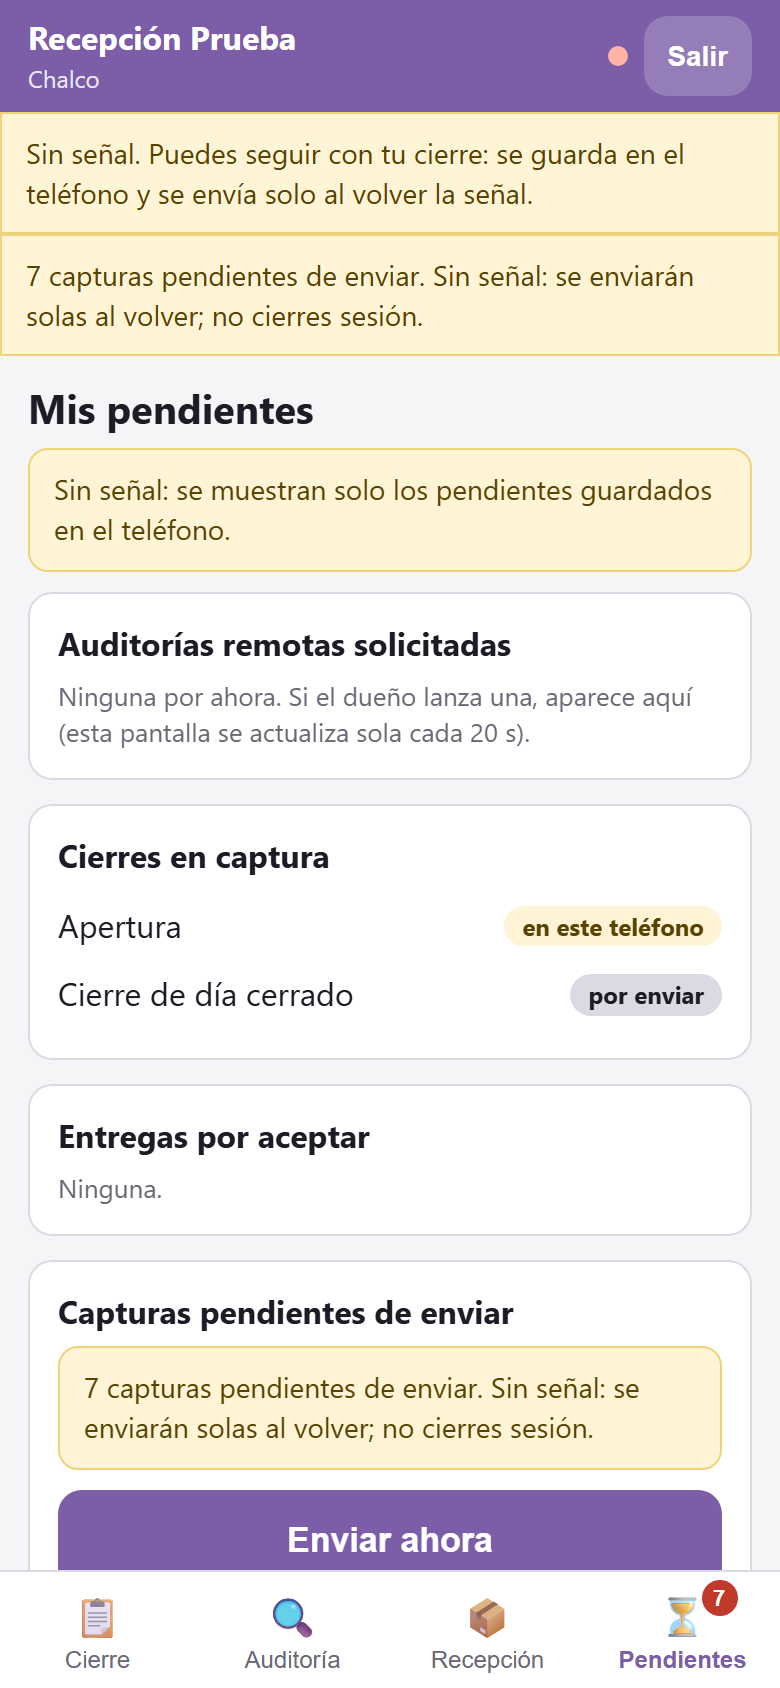 Recepción Prueba
Chalco
Salir
Sin señal. Puedes seguir con tu cierre: se guarda en el
teléfono y se envía solo al volver la señal.
7 capturas pendientes de enviar. Sin señal: se enviarán
solas al volver; no cierres sesión.
Mis pendientes
Sin señal: se muestran solo los pendientes guardados
en el teléfono.
Auditorías remotas solicitadas
Ninguna por ahora. Si el dueño lanza una, aparece aquí
(esta pantalla se actualiza sola cada 20 s).
Cierres en captura
Apertura
en este teléfono
Cierre de día cerrado
por enviar
Entregas por aceptar
Ninguna.
Capturas pendientes de enviar
7 capturas pendientes de enviar. Sin señal: se
enviarán solas al volver; no cierres sesión.
Enviar ahora
Cierre
Auditoría
Recepción
7
Pendientes